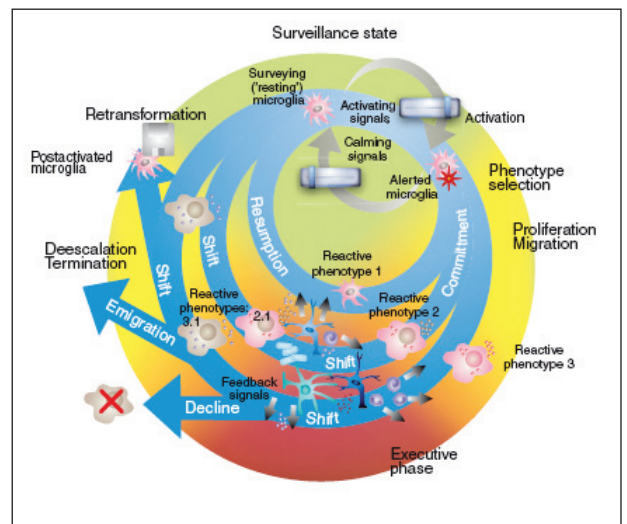 Surveillance state
Surveying
('resting')
microglia
Activating
signals
Activation
Calming
signals
Retransformation
Postactivated
microglia
Alerted
microglia
Phenotype
selection
Proliferation
Migration
Committment
Resumption
Shift
Shift
Deescalation
Termination
Emigration
Reactive
phenotype 1
Reactive
phenotypes:
3.1
2.1
Reactive
phenotype 2
Reactive
phenotype 3
Shift
Feedback
signals
Shift
Decline
Executive
phase